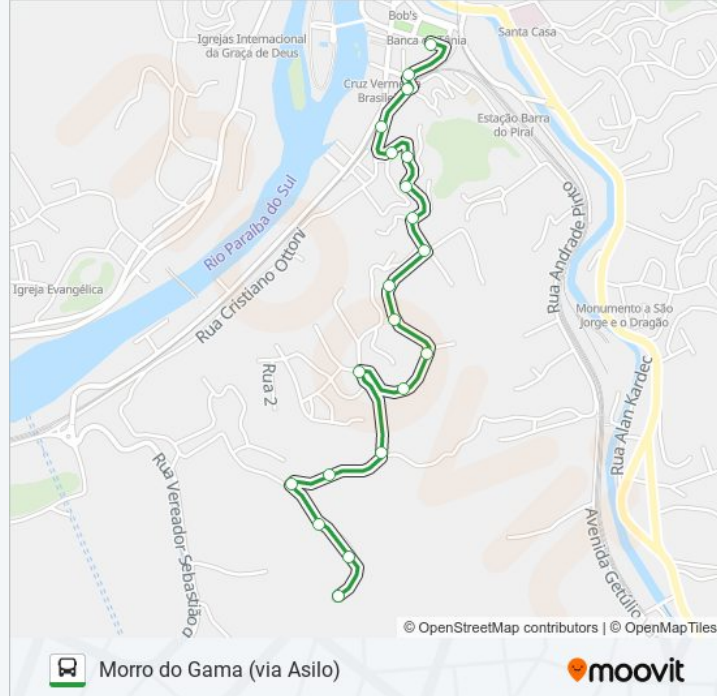 Bob's
Igrejas Internacional
da Graça de Deus
Santa Casa
Cruz Verm
Brasile
Estação Barra
do Piraí
Rio Paraíba do Sul
Rua Andrade Pinto
Igreja Evangélica
Rua Cristiano Ottoni
Monumento a São
Jorge e o Dragão
Rua 2
Rua Alan Kardec
Rua Vereador Sebastião
Avenida Getúlio
© OpenStreetMap contributors | © OpenMapTiles
Morro do Gama (via Asilo)
moovit